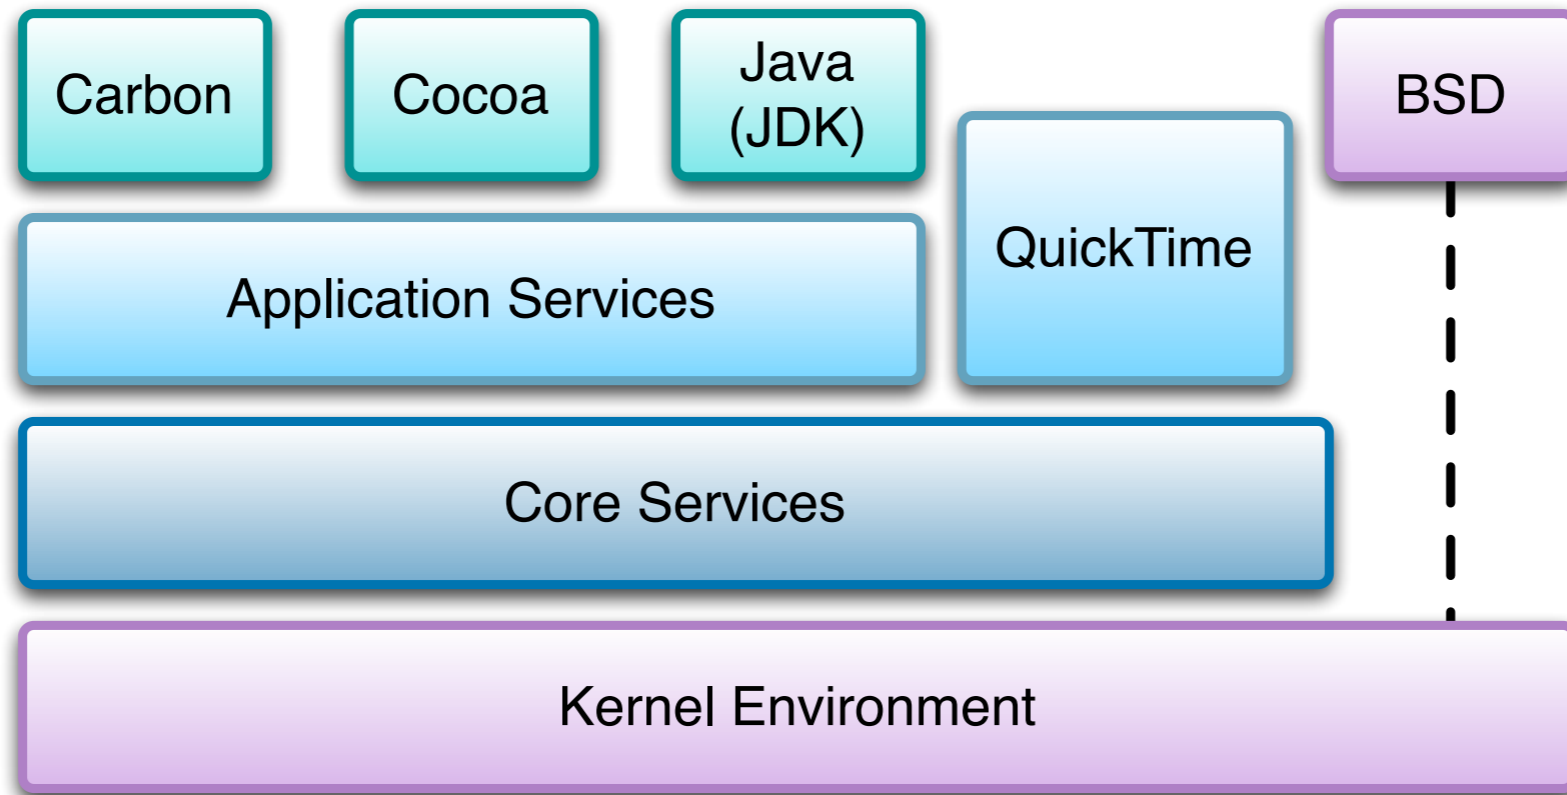 Carbon
Cocoa
Java
(JDK)
BSD
QuickTime
Application Services
Core Services
Kernel Environment